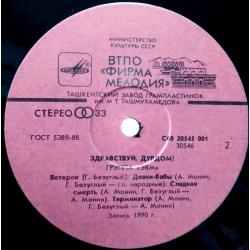 МИНИСТЕРСТВО
КУЛЬТУРЫ СССР
ВТПО «ФИРМА
МЕЛОДИЯ»
ТАШКЕНТСКИЙ ЗАВОД ГРАМПЛАСТИНОК
ИМ. М. Т. ТАШМУХАМЕДОВА
СТЕРЕО 33
ГОСТ 5289-88
С60 30545 001
30546
2
ЗДРАВСТВУЙ, ДУРДОМ!
ГРУППА «ЭВМ»
Ветерок (Г. Безуглый) Девки-бабы (А. Монин,
Г. Безуглый — сл. народные). Сладкая
смерть (А. Монин, Г. Безуглый —
А. Монин). Терминатор (А. Монин,
Г. Безуглый — А. Монин)
Запись 1990 г.